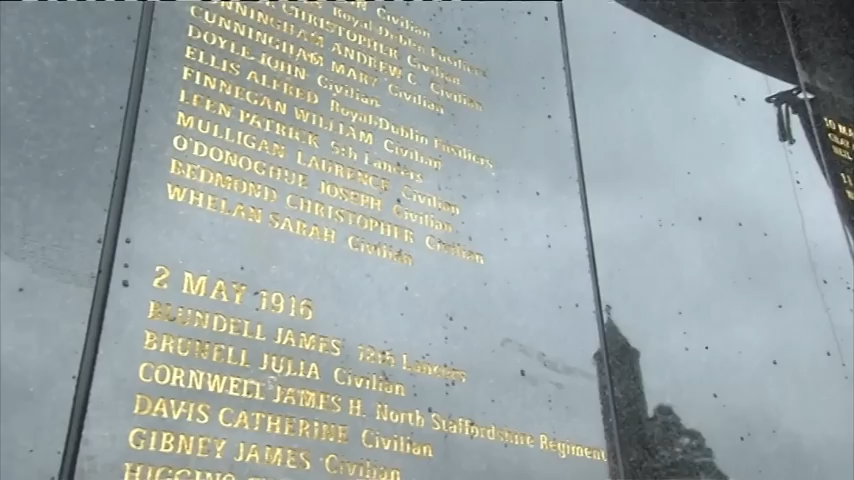 Civilian
CHRISTOPHER Royal Dublin Fusiliers
CUNNINGHAM ANDREW C. Civilian
CUNNINGHAM MARY Civilian
DOYLE JOHN Civilian
ELLIS ALFRED Royal Dublin Fusiliers
FINNEGAN WILLIAM Civilian
LEEN PATRICK 5th Lancers
MULLIGAN LAURENCE Civilian
O'DONOGHUE JOSEPH Civilian
REDMOND CHRISTOPHER Civilian
WHELAN SARAH Civilian
2 MAY 1916
BLUNDELL JAMES 12th Lancers
BRUNELL JULIA Civilian
CORNWELL JAMES H. North Staffordshire Regiment
DAVIS CATHERINE Civilian
GIBNEY JAMES Civilian
HIGGINS